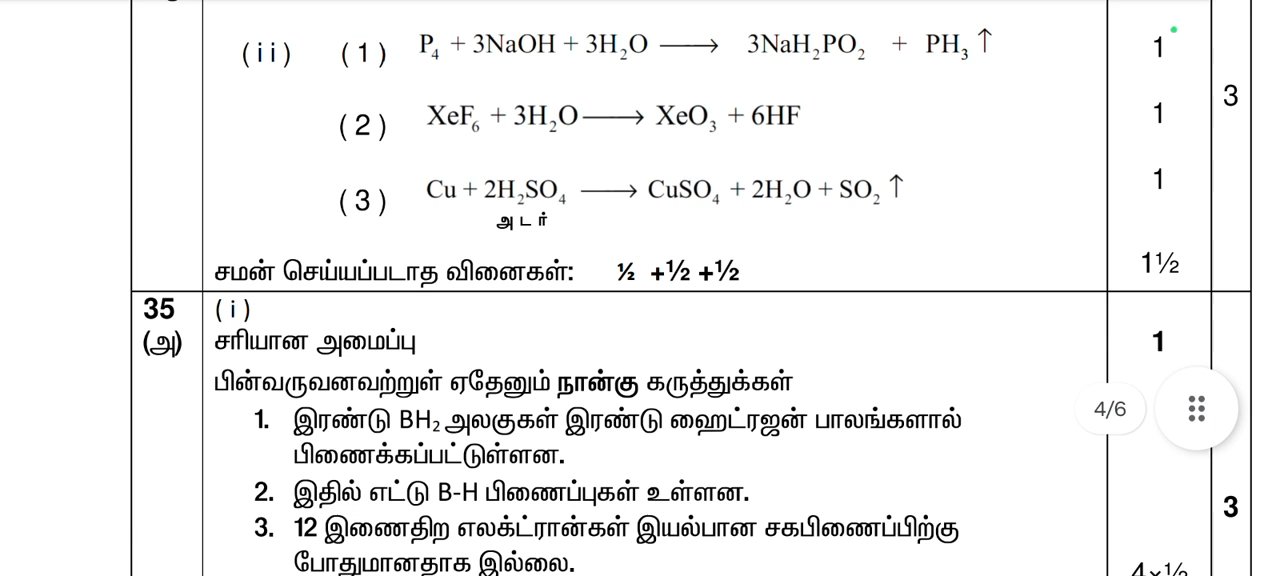 (ii) (1) P₄ + 3NaOH + 3H₂O ⟶ 3NaH₂PO₂ + PH₃ ↑ 1
3
(2) XeF₆ + 3H₂O ⟶ XeO₃ + 6HF 1
(3) Cu + 2H₂SO₄ ⟶ CuSO₄ + 2H₂O + SO₂ ↑ 1
அடர்
சமன் செய்யப்படாத வினைகள்: ½ +½ +½ 1½
35 (i)
(அ) சரியான அமைப்பு 1
பின்வருவனவற்றுள் ஏதேனும் நான்கு கருத்துக்கள்
4/6
1. இரண்டு BH₂ அலகுகள் இரண்டு ஹைட்ரஜன் பாலங்களால்
பிணைக்கப்பட்டுள்ளன.
2. இதில் எட்டு B-H பிணைப்புகள் உள்ளன.
3
3. 12 இணைதிற எலக்ட்ரான்கள் இயல்பான சகபிணைப்பிற்கு
போதுமானதாக இல்லை. 4×½